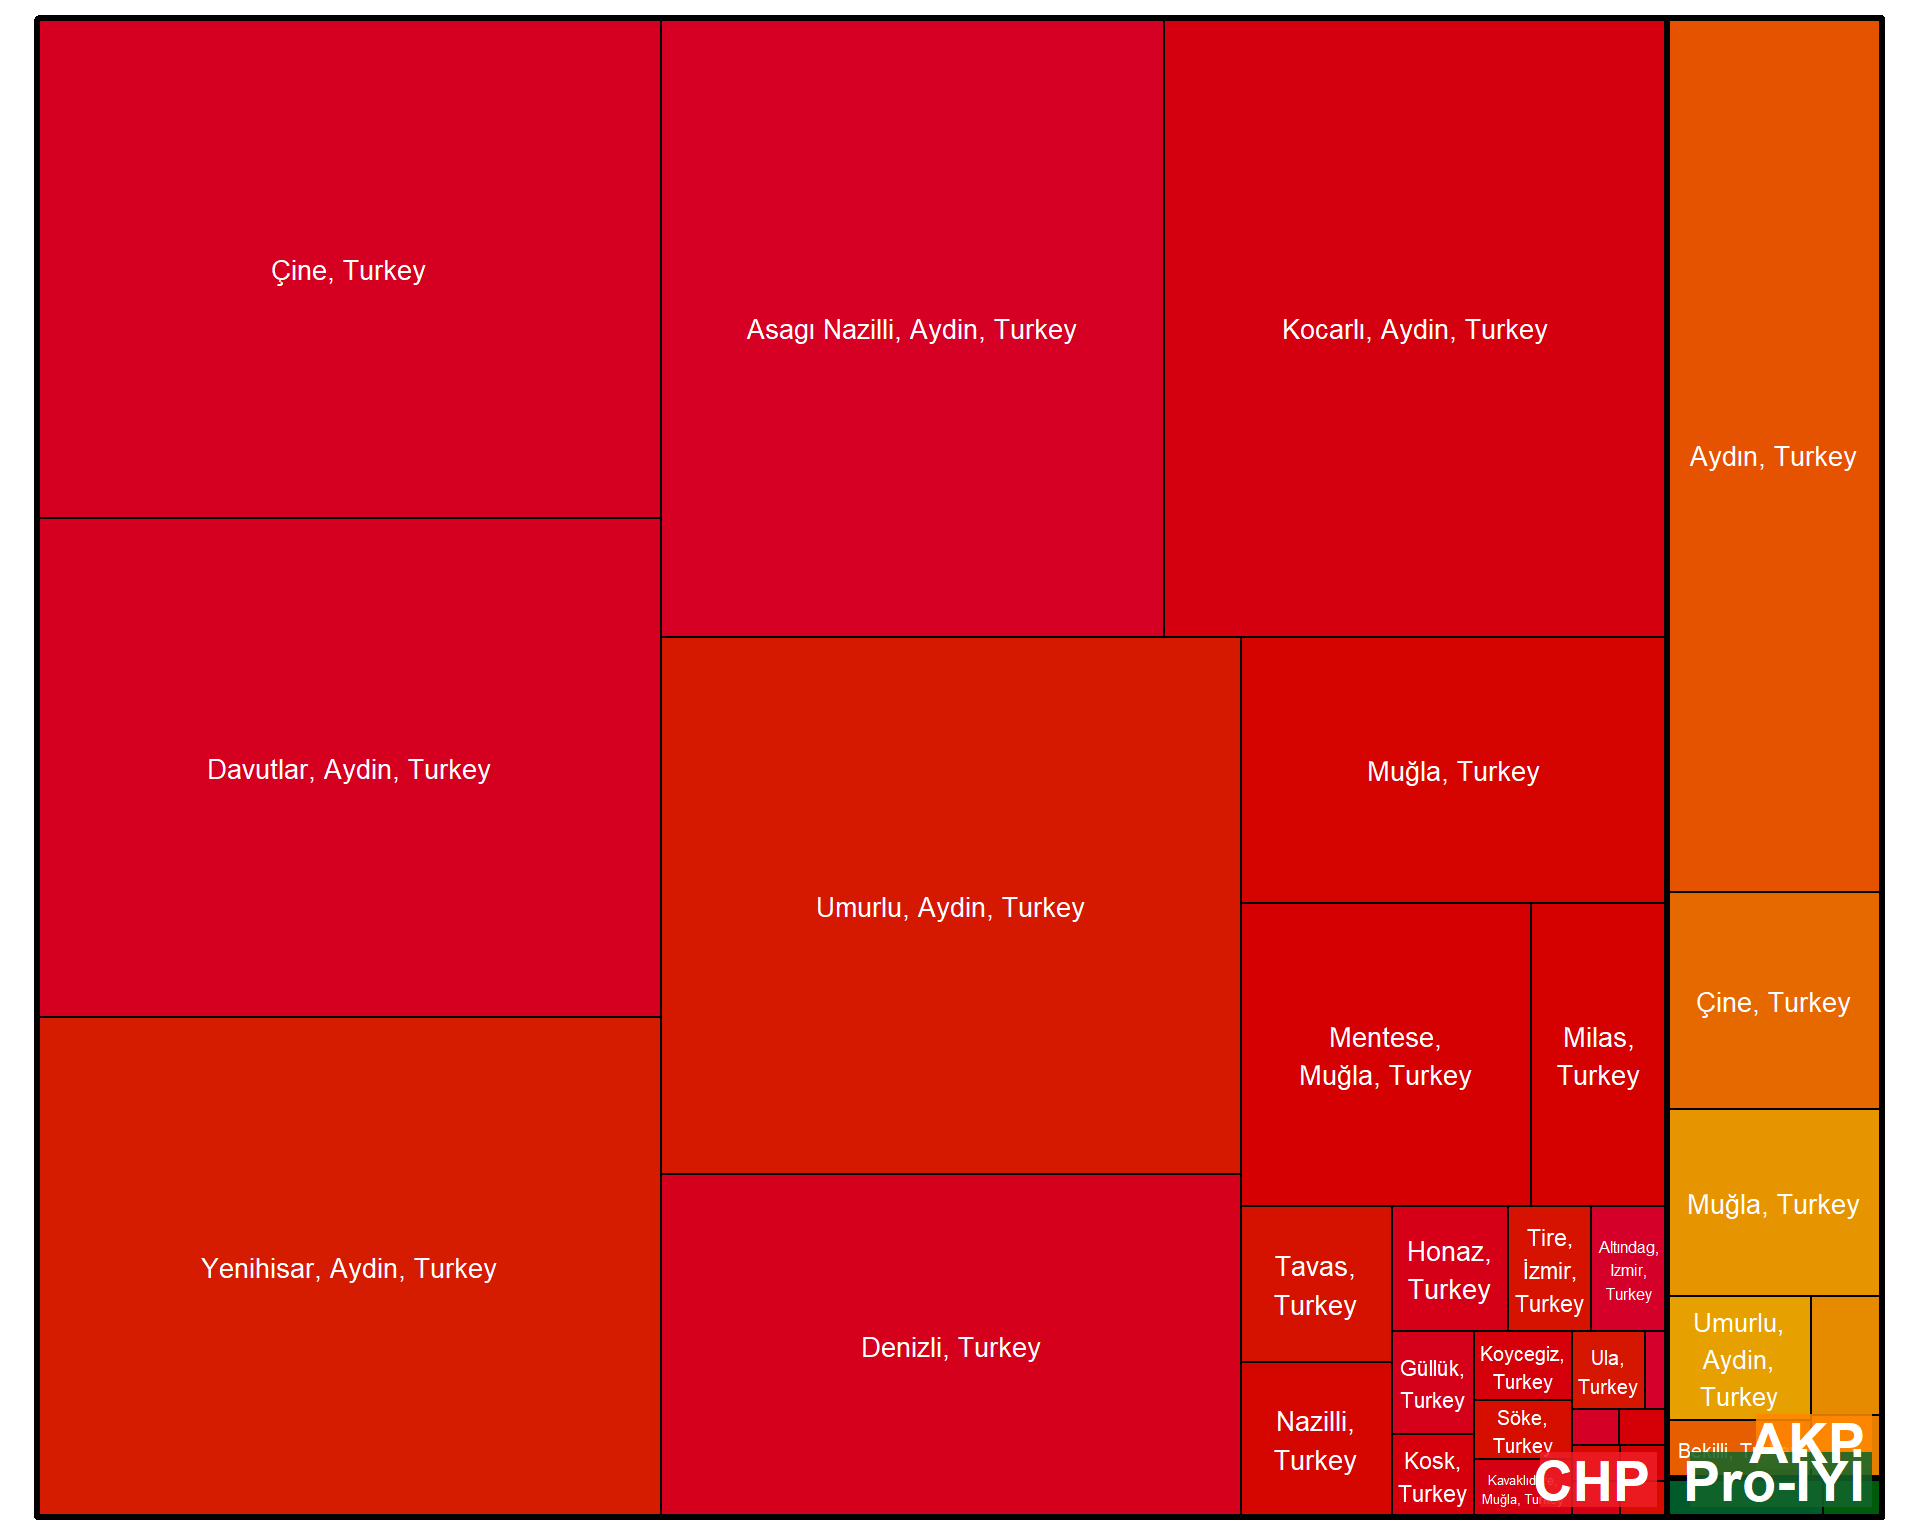 Çine, Turkey
Davutlar, Aydin, Turkey
Yenihisar, Aydin, Turkey
Asagı Nazilli, Aydin, Turkey
Kocarlı, Aydin, Turkey
Umurlu, Aydin, Turkey
Denizli, Turkey
Muğla, Turkey
Mentese,
Muğla, Turkey
Milas,
Turkey
Tavas,
Turkey
Nazilli,
Turkey
Honaz,
Turkey
Tire,
İzmir,
Turkey
Altındag,
Izmir,
Turkey
Güllük,
Turkey
Kosk,
Turkey
Koycegiz,
Turkey
Söke,
Turkey
Muğla,
Ula,
Turkey
CHP
Aydın, Turkey
Çine, Turkey
Muğla, Turkey
Umurlu,
Aydin,
Turkey
Bekilli,
AKP
Pro-İYİ